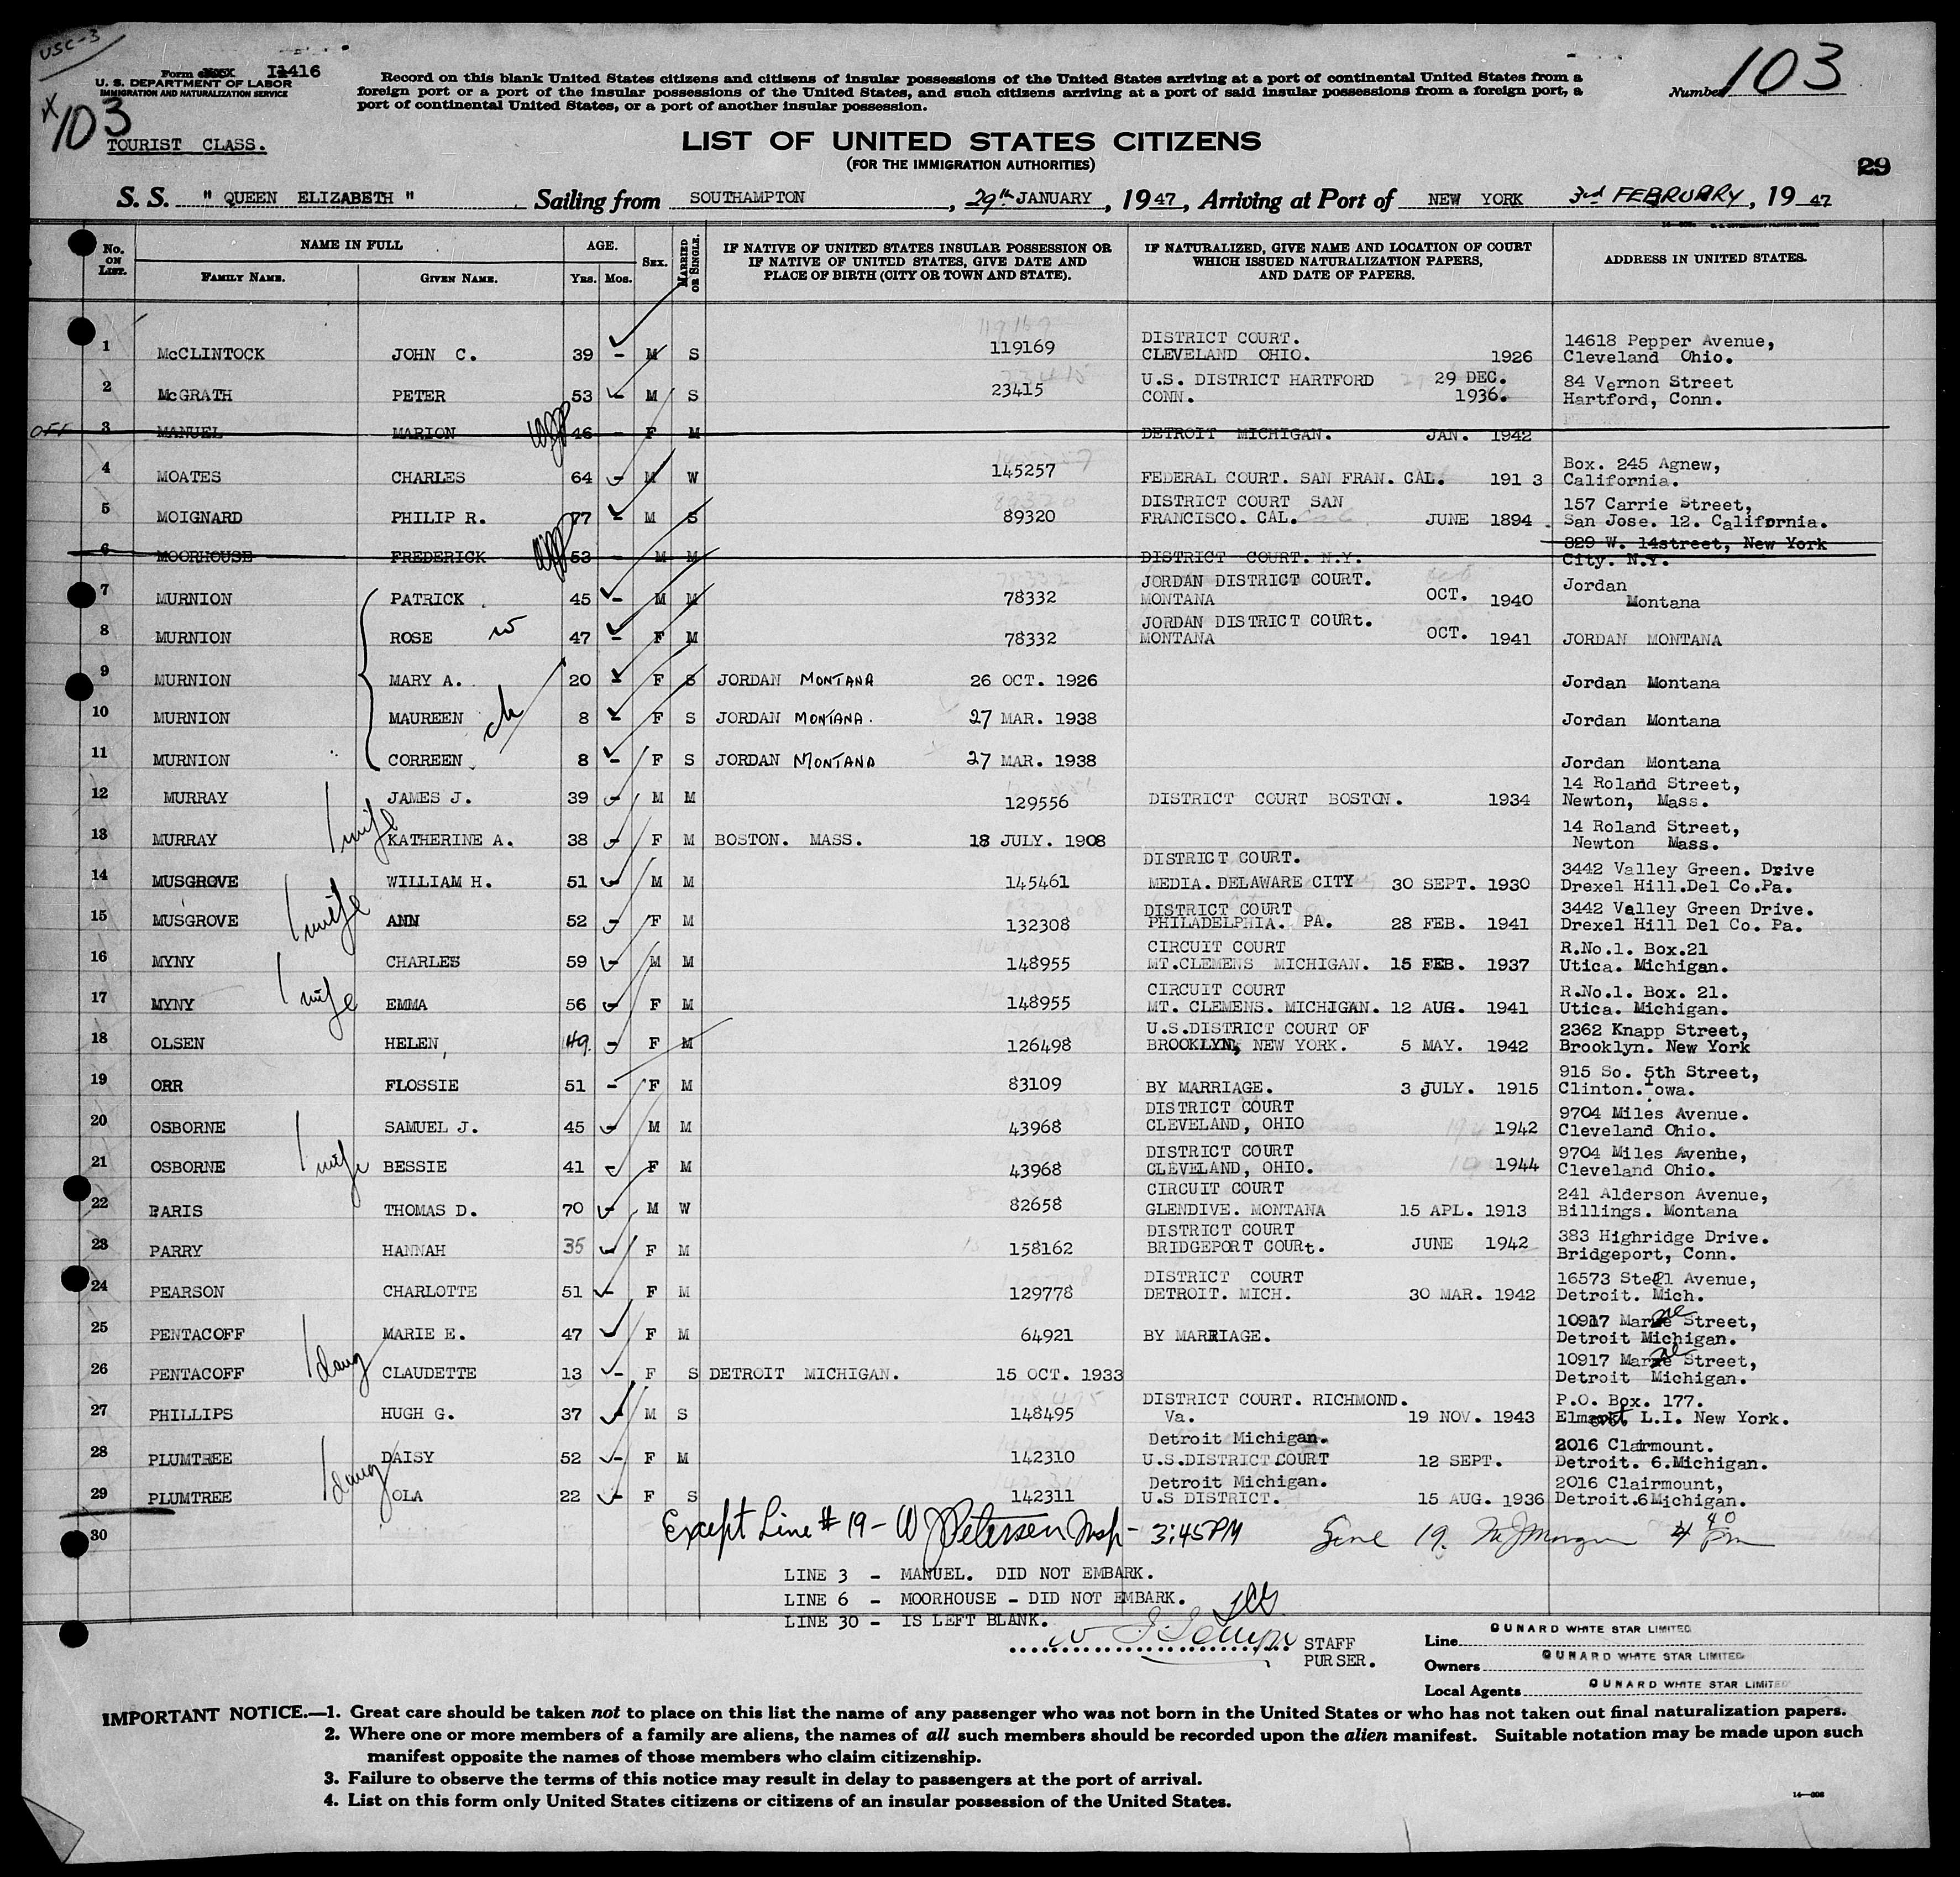 USC-3
Form I-1416
U. S. DEPARTMENT OF LABOR
IMMIGRATION AND NATURALIZATION SERVICE
X 103
TOURIST CLASS.
Record on this blank United States citizens and citizens of insular possessions of the United States arriving at a port of continental United States from a
foreign port or a port of the insular possessions of the United States, and such citizens arriving at a port of said insular possessions from a foreign port, a
port of continental United States, or a port of another insular possession.
Number 103
LIST OF UNITED STATES CITIZENS
(FOR THE IMMIGRATION AUTHORITIES)
29
S. S. " QUEEN ELIZABETH " Sailing from SOUTHAMPTON, 29th JANUARY, 1947, Arriving at Port of NEW YORK 3rd FEBRUARY, 19 47
No. ON LIST. NAME IN FULL AGE. SEX. MARRIED OR SINGLE. IF NATIVE OF UNITED STATES INSULAR POSSESSION OR IF NATIVE OF UNITED STATES, GIVE DATE AND PLACE OF BIRTH (CITY OR TOWN AND STATE). IF NATURALIZED, GIVE NAME AND LOCATION OF COURT WHICH ISSUED NATURALIZATION PAPERS, AND DATE OF PAPERS. ADDRESS IN UNITED STATES.
FAMILY NAME. GIVEN NAME. YRS. MOS.
1 McCLINTOCK JOHN C. 39 - M S 119169 DISTRICT COURT. CLEVELAND OHIO. 1926 14618 Pepper Avenue, Cleveland Ohio.
2 McGRATH PETER 53 - M S 23415 U.S. DISTRICT HARTFORD CONN. 29 DEC. 1936. 84 Vernon Street Hartford, Conn.
OFF 3 MANUEL MARION 46 - F M DETROIT MICHIGAN. JAN. 1942
4 MOATES CHARLES 64 - M W 145257 FEDERAL COURT. SAN FRAN. CAL. 191 3 Box. 245 Agnew, California.
5 MOIGNARD PHILIP R. 77 - M S 89320 DISTRICT COURT SAN FRANCISCO. CAL. JUNE 1894 157 Carrie Street, San Jose. 12. California.
6 MOORHOUSE FREDERICK 53 - M M DISTRICT COURT. N.Y. 829 W. 14street, New York City. N.Y.
7 MURNION PATRICK 45 - M M 78332 JORDAN DISTRICT COURT. MONTANA OCT. 1940 Jordan Montana
8 MURNION ROSE w 47 - F M 78332 JORDAN DISTRICT COURt. MONTANA OCT. 1941 JORDAN MONTANA
9 MURNION MARY A. 20 - F S JORDAN MONTANA 26 OCT. 1926 Jordan Montana
10 MURNION MAUREEN ch 8 - F S JORDAN MONTANA. 27 MAR. 1938 Jordan Montana
11 MURNION CORREEN 8 - F S JORDAN MONTANA 27 MAR. 1938 Jordan Montana
12 MURRAY JAMES J. 39 - M M 129556 DISTRICT COURT BOSTON. 1934 14 Roland Street, Newton, Mass.
13 MURRAY wife KATHERINE A. 38 - F M BOSTON. MASS. 18 JULY. 1908 14 Roland Street, Newton Mass.
14 MUSGROVE WILLIAM H. 51 - M M 145461 DISTRICT COURT. MEDIA. DELAWARE CITY 30 SEPT. 1930 3442 Valley Green. Drive Drexel Hill.Del Co.Pa.
15 MUSGROVE wife ANN 52 - F M 132308 DISTRICT COURT PHILADELPHIA. PA. 28 FEB. 1941 3442 Valley Green Drive. Drexel Hill Del Co. Pa.
16 MYNY CHARLES 59 - M M 148955 CIRCUIT COURT MT.CLEMENS MICHIGAN. 15 FEB. 1937 R.No.1. Box.21 Utica. Michigan.
17 MYNY wife EMMA 56 - F M 148955 CIRCUIT COURT MT. CLEMENS. MICHIGAN. 12 AUG. 1941 R.No.1. Box. 21. Utica. Michigan.
18 OLSEN HELEN 49. - F M 126498 U.S.DISTRICT COURT OF BROOKLYN, NEW YORK. 5 MAY. 1942 2362 Knapp Street, Brooklyn. New York
19 ORR FLOSSIE 51 - F M 83109 BY MARRIAGE. 3 JULY. 1915 915 So. 5th Street, Clinton. Iowa.
20 OSBORNE SAMUEL J. 45 - M M 43968 DISTRICT COURT CLEVELAND, OHIO 1942 9704 Miles Avenue. Cleveland Ohio.
21 OSBORNE wife BESSIE 41 - F M 43968 DISTRICT COURT CLEVELAND, OHIO. 1944 9704 Miles Avenhe, Cleveland Ohio.
22 PARIS THOMAS D. 70 - M W 82658 CIRCUIT COURT GLENDIVE. MONTANA 15 APL. 1913 241 Alderson Avenue, Billings. Montana
23 PARRY HANNAH 35 - F M 158162 DISTRICT COURT BRIDGEPORT COURt. JUNE 1942 383 Highridge Drive. Bridgeport, Conn.
24 PEARSON CHARLOTTE 51 - F M 129778 DISTRICT COURT DETROIT. MICH. 30 MAR. 1942 16573 Stell Avenue, Detroit. Mich.
25 PENTACOFF MARIE E. 47 F M 64921 BY MARRIAGE. 10917 Marne Street, Detroit Michigan.
26 PENTACOFF daug CLAUDETTE 13 - F S DETROIT MICHIGAN. 15 OCT. 1933 10917 Marne Street, Detroit Michigan.
27 PHILLIPS HUGH G. 37 - M S 148495 DISTRICT COURT. RICHMOND. Va. 19 NOV. 1943 P.O. Box. 177. Elmont L.I. New York.
28 PLUMTREE DAISY 52 - F M 142310 Detroit Michigan. U.S.DISTRICT COURT 12 SEPT. 2016 Clairmount. Detroit. 6.Michigan.
29 PLUMTREE daug OLA 22 - F S 142311 Detroit Michigan. U.S DISTRICT. 15 AUG. 1936 2016 Clairmount, Detroit.6Michigan.
30 Except Line # 19 - W J Petersen Insp - 3:45PM Line 19. M J Morgan 4 40 Pm
LINE 3 - MANUEL. DID NOT EMBARK.
LINE 6 - MOORHOUSE - DID NOT EMBARK.
LINE 30 - IS LEFT BLANK.
STAFF PURSER.
Line CUNARD WHITE STAR LIMITED
Owners CUNARD WHITE STAR LIMITED
Local Agents CUNARD WHITE STAR LIMITED
IMPORTANT NOTICE.—1. Great care should be taken not to place on this list the name of any passenger who was not born in the United States or who has not taken out final naturalization papers.
2. Where one or more members of a family are aliens, the names of all such members should be recorded upon the alien manifest. Suitable notation may be made upon such
manifest opposite the names of those members who claim citizenship.
3. Failure to observe the terms of this notice may result in delay to passengers at the port of arrival.
4. List on this form only United States citizens or citizens of an insular possession of the United States.
14—608